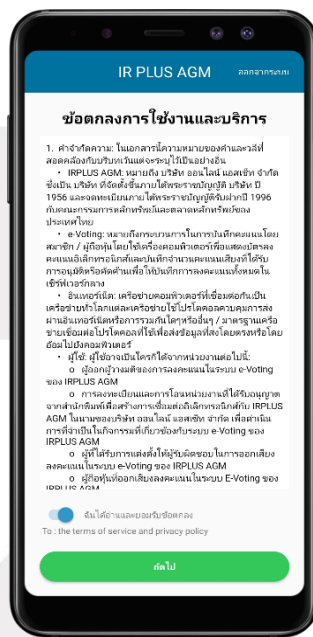 IR PLUS AGM
ออกจากระบบ
ข้อตกลงการใช้งานและบริการ
1. คำจำกัดความ: ในเอกสารนี้ความหมายของคำและวลีที่
สอดคล้องกับบริบทเว้นแต่จะระบุไว้เป็นอย่างอื่น
• IRPLUS AGM: หมายถึง บริษัท ออนไลน์ แอสเซ็ท จำกัด
ซึ่งเป็น บริษัท ที่จัดตั้งขึ้นภายใต้พระราชบัญญัติ บริษัท ปี
1956 และจดทะเบียนภายใต้พระราชบัญญัติรับฝากปี 1996
กับคณะกรรมการหลักทรัพย์และตลาดหลักทรัพย์ของ
ประเทศไทย
• e-Voting: หมายถึงกระบวนการในการบันทึกคะแนนโดย
สมาชิก / ผู้ถือหุ้นโดยใช้เครื่องคอมพิวเตอร์เพื่อแสดงบัตรลง
คะแนนอิเล็กทรอนิกส์และบันทึกจำนวนคะแนนเสียงที่ได้รับ
การอนุมัติหรือคัดค้านเพื่อให้บันทึกการลงคะแนนทั้งหมดใน
เซิร์ฟเวอร์กลาง
• อินเทอร์เน็ต: เครือข่ายคอมพิวเตอร์ที่เชื่อมต่อกันเป็น
เครือข่ายทั่วโลกแต่ละเครือข่ายใช้โปรโตคอลควบคุมการส่ง
ผ่านอินเทอร์เน็ตหรือการรวมกันใดๆหรืออื่นๆ / มาตรฐานเครือ
ข่ายเชื่อมต่อโปรโตคอลที่ใช้เพื่อส่งข้อมูลที่ส่งโดยตรงหรือโดย
อ้อมไปยังคอมพิวเตอร์
• ผู้ใช้: ผู้ใช้อาจเป็นใครก็ได้จากหน่วยงานต่อไปนี้:
o ผู้ออกผู้วางมติของการลงคะแนนในระบบ e-Voting
ของ IRPLUS AGM
o การลงทะเบียนและการโอนหน่วยงานที่ได้รับอนุญาต
จากสำนักพิมพ์เพื่อสร้างการเชื่อมต่ออิเล็กทรอนิกส์กับ IRPLUS
AGM ในนามของบริษัท ออนไลน์ แอสเซ็ท จำกัด เพื่อดำเนิน
การที่จำเป็นในกิจกรรมที่เกี่ยวข้องกับระบบ e-Voting ของ
IRPLUS AGM
o ผู้ที่ได้รับการแต่งตั้งให้ผู้รับผิดชอบในการออกเสียง
ลงคะแนนในระบบ e-Voting ของ IRPLUS AGM
o ผู้ถือหุ้นที่ออกเสียงลงคะแนนในระบบ E-Voting ของ
IRPLUS AGM
ฉันได้อ่านและยอมรับข้อตกลง
To : the terms of service and privacy policy
ถัดไป